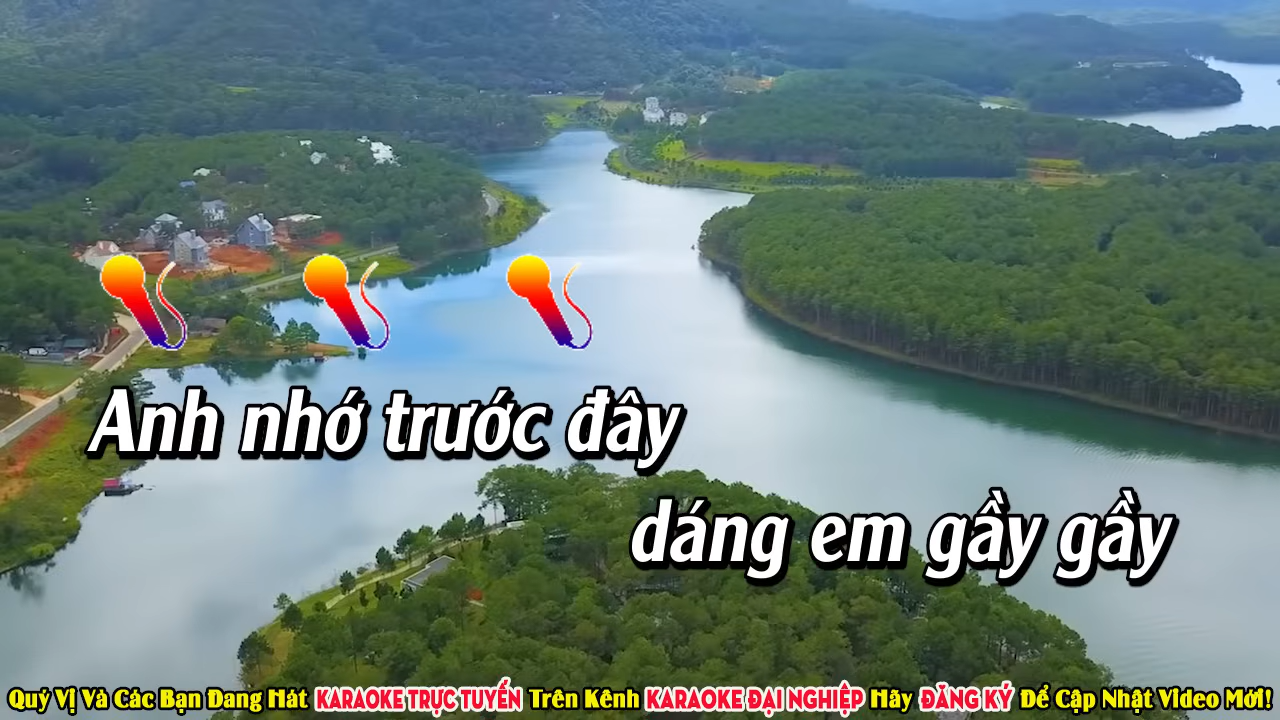 Anh nhớ trước đây
dáng em gầy gầy
Quý Vị Và Các Bạn Đang Hát KARAOKE TRỰC TUYẾN Trên Kênh KARAOKE ĐẠI NGHIỆP Hãy ĐĂNG KÝ Để Cập Nhật Video Mới!